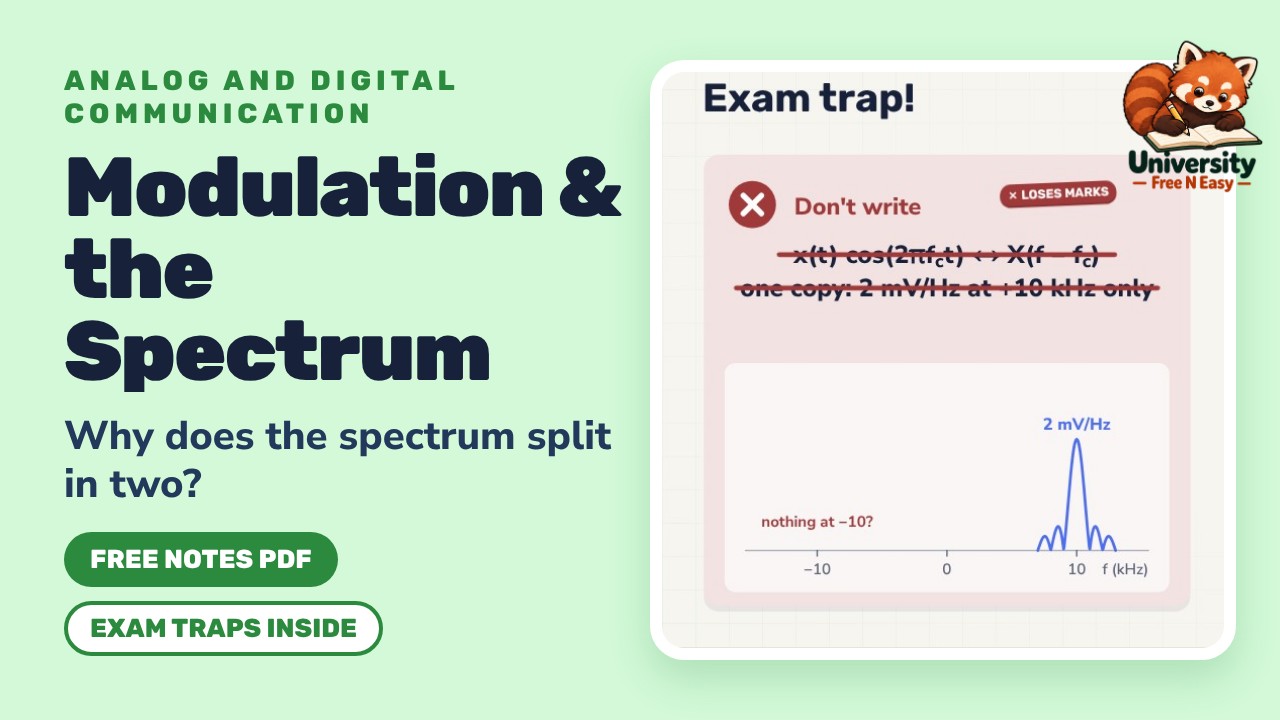 ANALOG AND DIGITAL
COMMUNICATION
Modulation &
the
Spectrum
Why does the spectrum split
in two?
FREE NOTES PDF
EXAM TRAPS INSIDE
Exam trap!
× LOSES MARKS
Don't write
x(t) cos(2πf_ct) ↔ X(f − f_c)
one copy: 2 mV/Hz at +10 kHz only
2 mV/Hz
nothing at −10?
−10 0 10 f (kHz)
University
Free N Easy